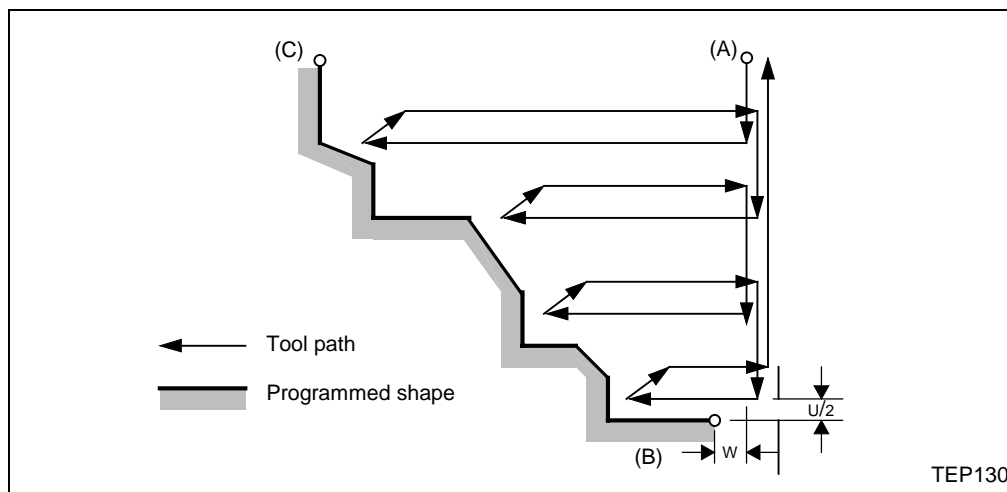 (C)
(A)
Tool path
Programmed shape
U/2
(B)
W
TEP130